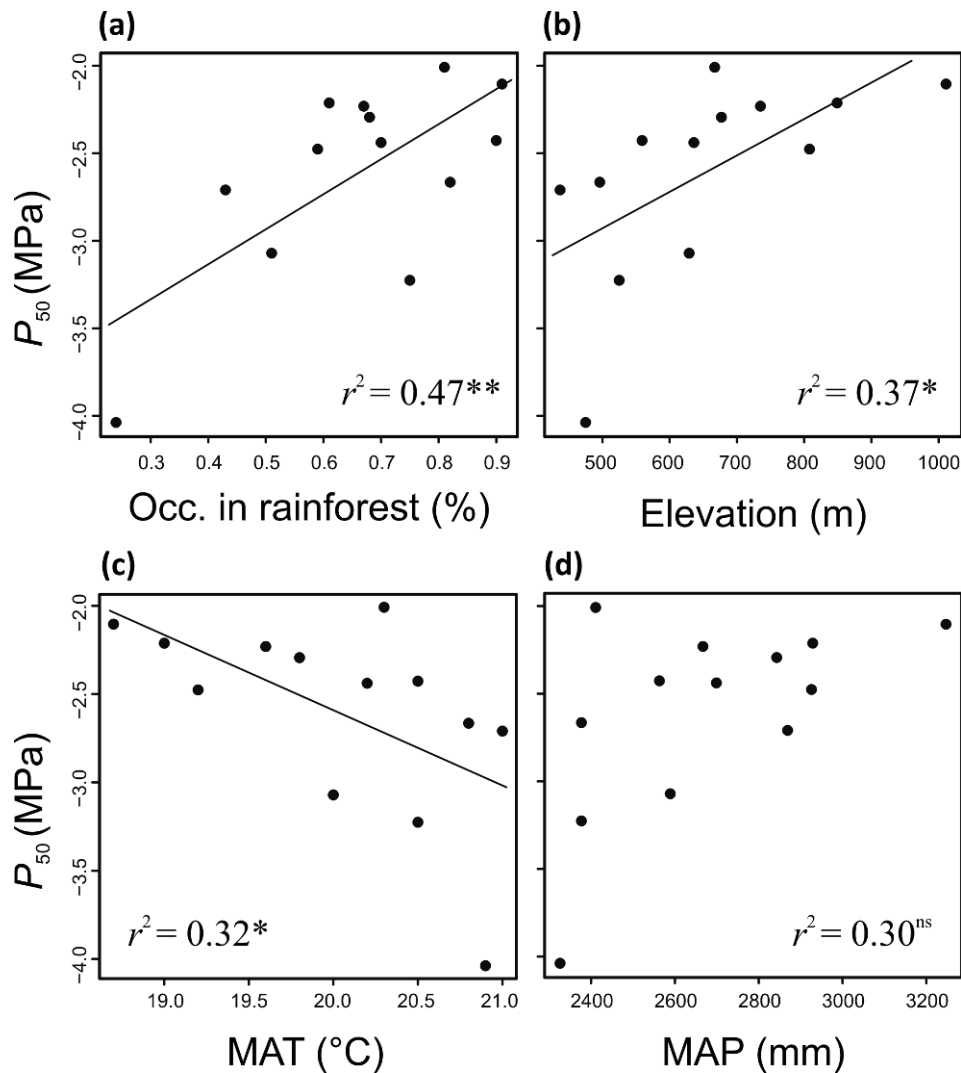 (a) (b)
P50 (MPa)
−2.0
−2.5
−3.0
−3.5
−4.0
r2 = 0.47**
r2 = 0.37*
0.3 0.4 0.5 0.6 0.7 0.8 0.9
500 600 700 800 900 1000
Occ. in rainforest (%)
Elevation (m)
(c) (d)
P50 (MPa)
−2.0
−2.5
−3.0
−3.5
−4.0
r2 = 0.32*
r2 = 0.30ns
19.0 19.5 20.0 20.5 21.0
2400 2600 2800 3000 3200
MAT (°C)
MAP (mm)